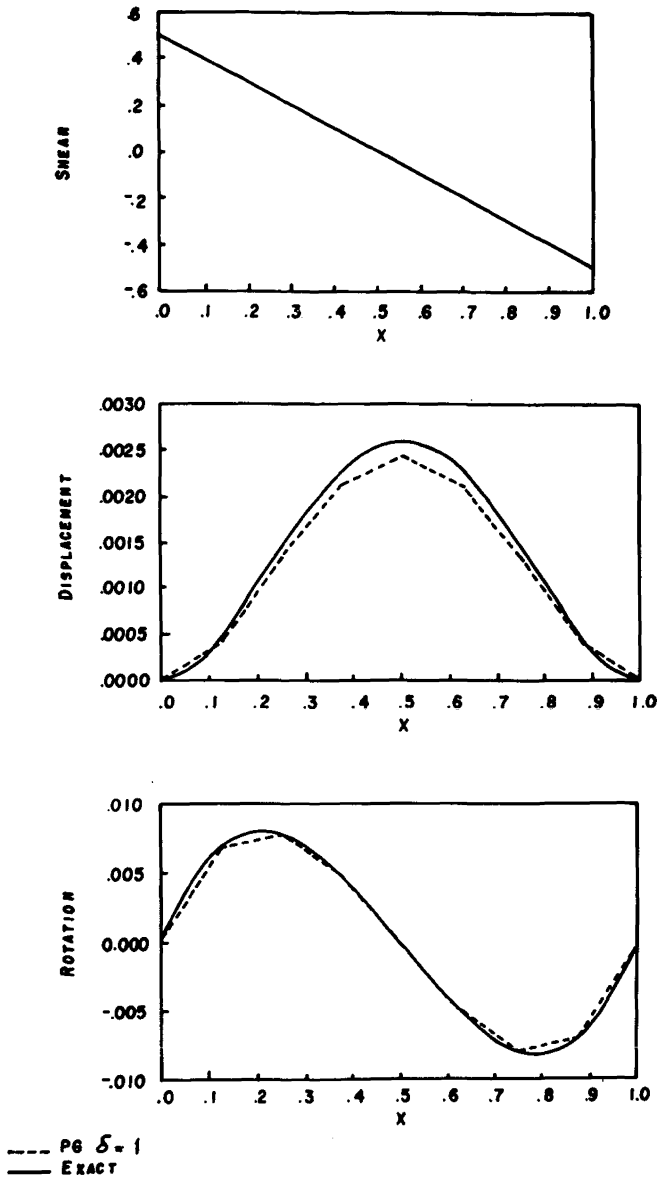 .6
.4
.2
.0
-.2
-.4
-.6
SHEAR
.0 .1 .2 .3 .4 .5 .6 .7 .8 .9 1.0
X
.0030
.0025
.0020
.0015
.0010
.0005
.0000
DISPLACEMENT
.0 .1 .2 .3 .4 .5 .6 .7 .8 .9 1.0
X
.010
.005
0.000
-.005
-.010
ROTATION
.0 .1 .2 .3 .4 .5 .6 .7 .8 .9 1.0
X
PG δ = 1
EXACT